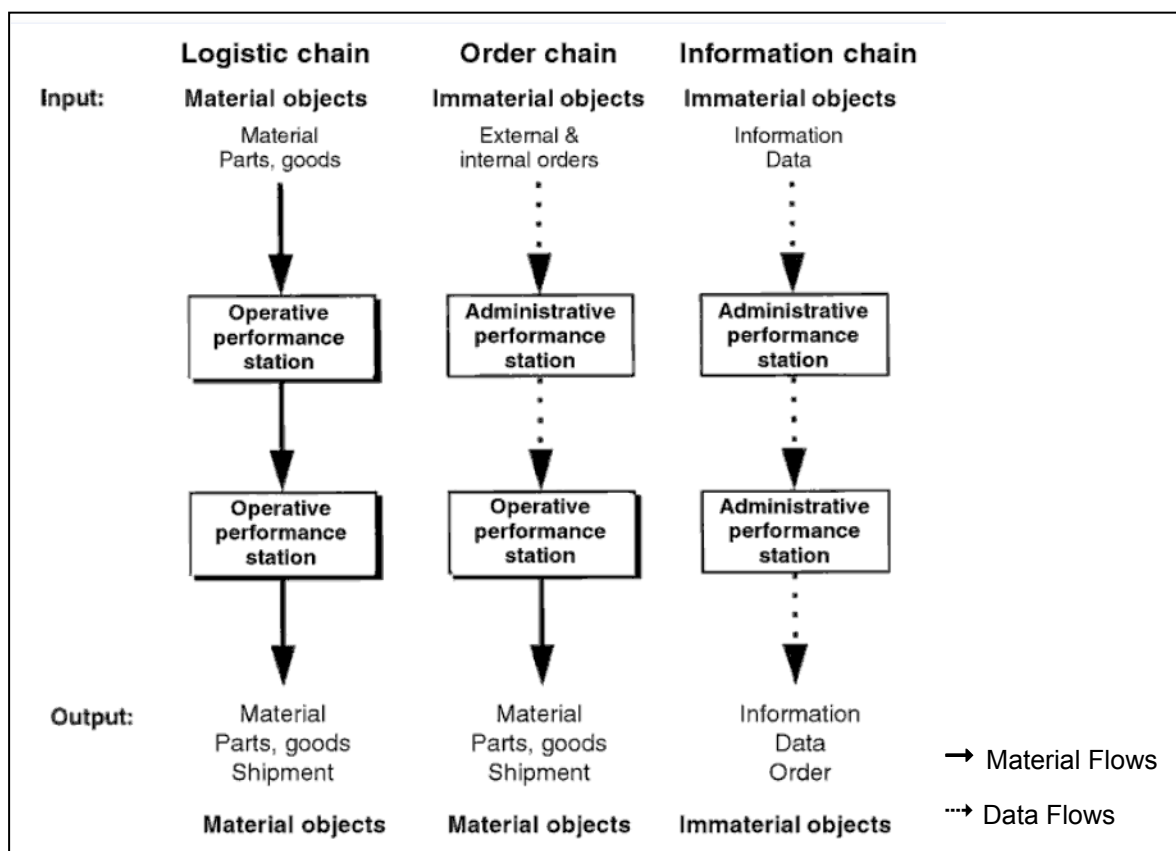 Logistic chain Order chain Information chain
Input: Material objects Immaterial objects Immaterial objects
Material External & Information
Parts, goods internal orders Data
Operative Administrative Administrative
performance performance performance
station station station
Operative Operative Administrative
performance performance performance
station station station
Output: Material Material Information
Parts, goods Parts, goods Data
Shipment Shipment Order
Material Flows
Material objects Material objects Immaterial objects
Data Flows